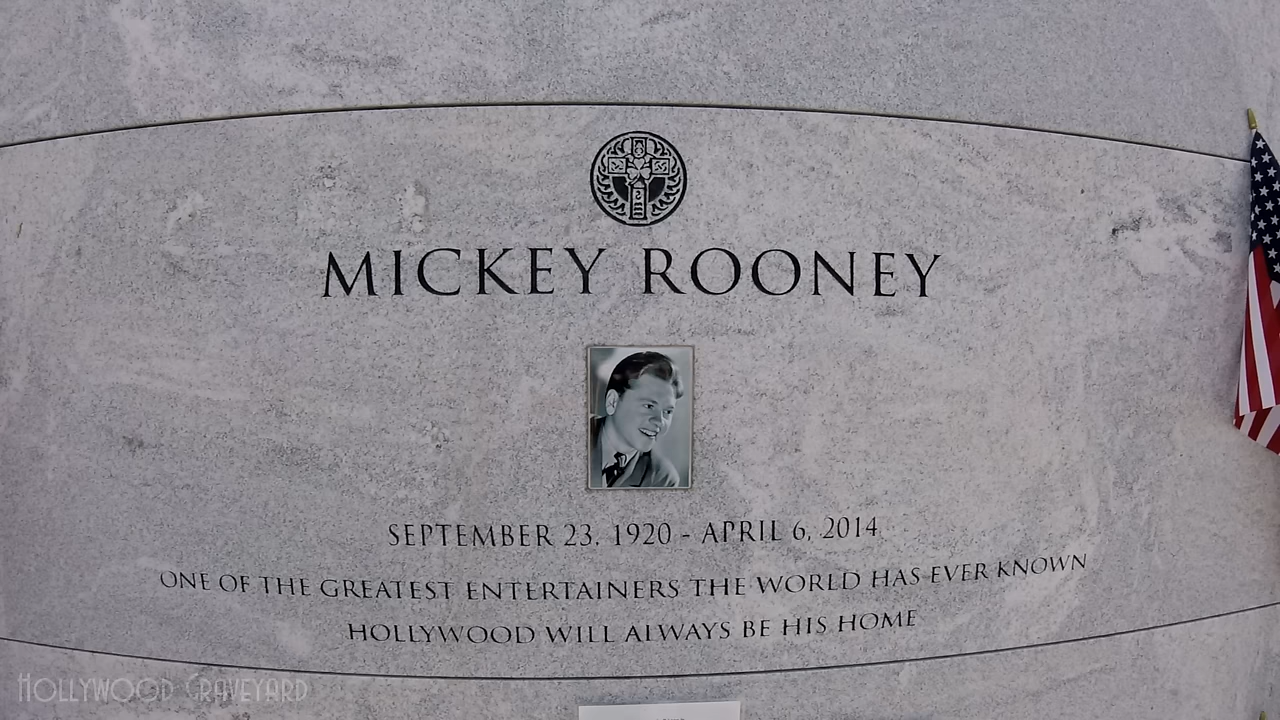 MICKEY ROONEY
SEPTEMBER 23, 1920 - APRIL 6, 2014
ONE OF THE GREATEST ENTERTAINERS THE WORLD HAS EVER KNOWN
HOLLYWOOD WILL ALWAYS BE HIS HOME
HOLLYWOOD GRAVEYARD